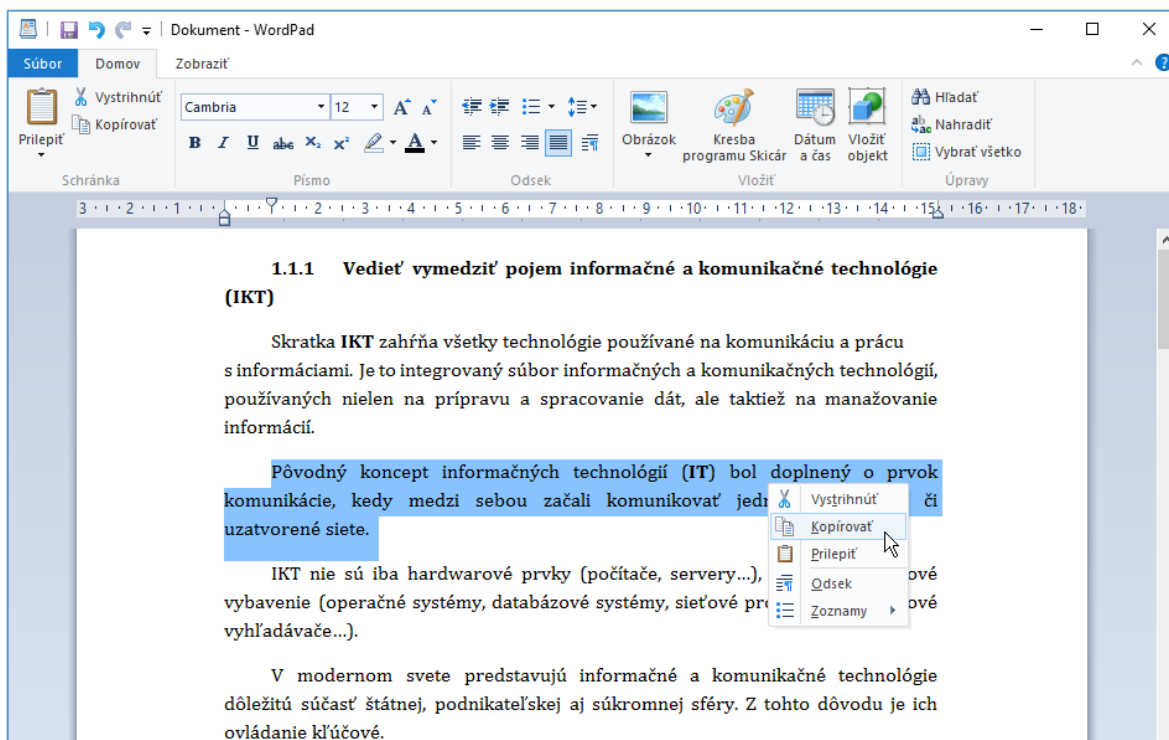 Dokument - WordPad
Súbor Domov Zobraziť
Prilepiť
Vystrihnúť
Kopírovať
Schránka
Cambria 12
B I U abc X₂ x² A
Písmo
Odsek
Obrázok
Kresba
programu Skicár
Dátum
a čas
Vložiť
objekt
Vložiť
Hľadať
Nahradiť
Vybrať všetko
Úpravy
3 · 2 · 1 · 2 · 3 · 4 · 5 · 6 · 7 · 8 · 9 · 10 · 11 · 12 · 13 · 14 · 15 · 16 · 17 · 18
1.1.1 Vedieť vymedziť pojem informačné a komunikačné technológie
(IKT)
Skratka IKT zahŕňa všetky technológie používané na komunikáciu a prácu
s informáciami. Je to integrovaný súbor informačných a komunikačných technológií,
používaných nielen na prípravu a spracovanie dát, ale taktiež na manažovanie
informácií.
Pôvodný koncept informačných technológií (IT) bol doplnený o prvok
komunikácie, kedy medzi sebou začali komunikovať či
uzatvorené siete.
Vystrihnúť
Kopírovať
Prilepiť
Odsek
Zoznamy
IKT nie sú iba hardwarové prvky (počítače, servery…),
vybavenie (operačné systémy, databázové systémy, sieťové
vyhľadávače…).
V modernom svete predstavujú informačné a komunikačné technológie
dôležitú súčasť štátnej, podnikateľskej aj súkromnej sféry. Z tohto dôvodu je ich
ovládanie kľúčové.